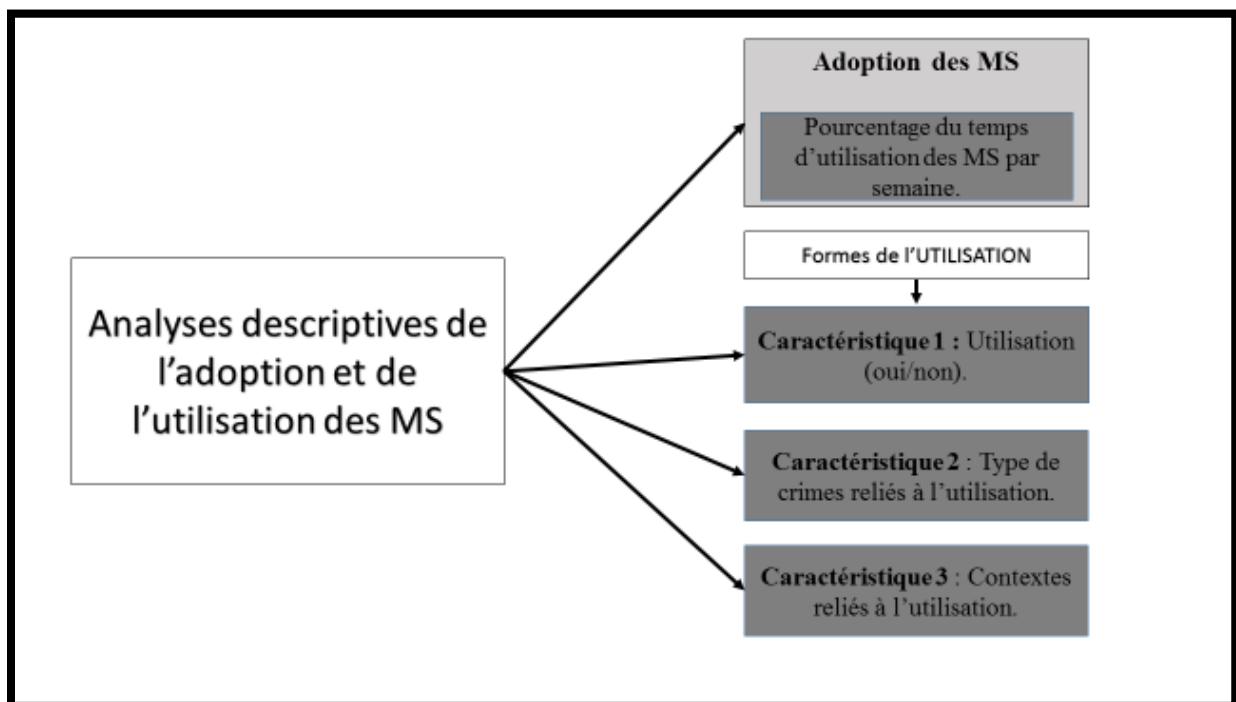 Analyses descriptives de
l'adoption et de
l'utilisation des MS
Adoption des MS
Pourcentage du temps
d'utilisation des MS par
semaine.
Formes de l'UTILISATION
Caractéristique 1 : Utilisation
(oui/non).
Caractéristique 2 : Type de
crimes reliés à l'utilisation.
Caractéristique 3 : Contextes
reliés à l'utilisation.